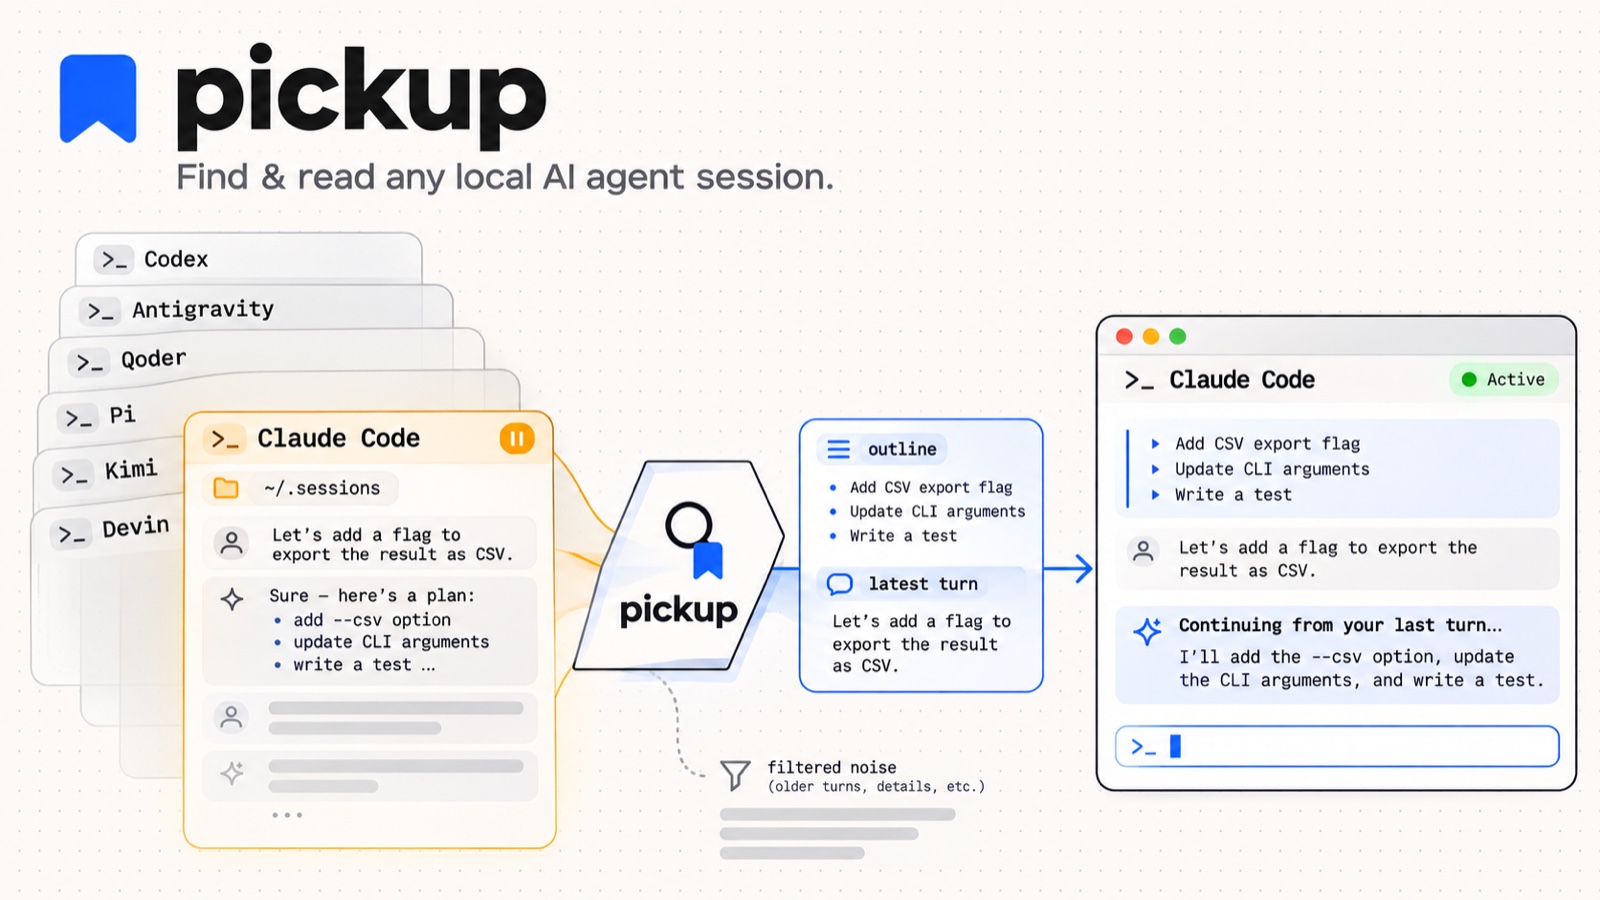 pickup
Find & read any local AI agent session.
>_ Codex
>_ Antigravity
>_ Qoder
>_ Pi
>_ Kimi
>_ Devin
>_ Claude Code
~/.sessions
Let's add a flag to
export the result as CSV.
Sure – here's a plan:
• add --csv option
• update CLI arguments
• write a test ...
...
pickup
outline
• Add CSV export flag
• Update CLI arguments
• Write a test
latest turn
Let's add a flag to
export the result
as CSV.
filtered noise
(older turns, details, etc.)
>_ Claude Code
Active
Add CSV export flag
Update CLI arguments
Write a test
Let's add a flag to export the
result as CSV.
Continuing from your last turn...
I'll add the --csv option, update
the CLI arguments, and write a test.
>_